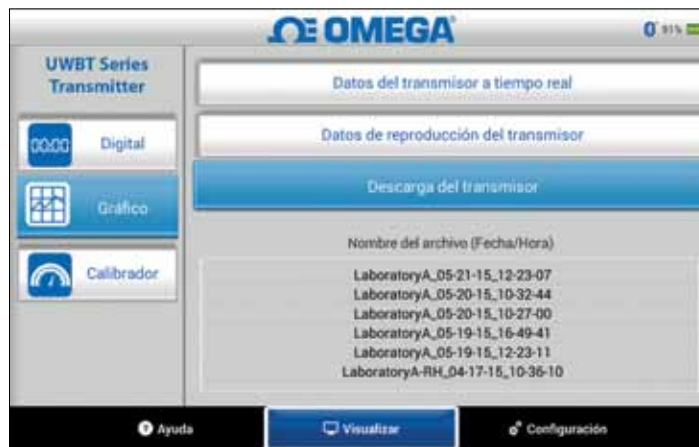 OMEGA
91%
UWBT Series
Transmitter
Datos del transmisor a tiempo real
Datos de reproducción del transmisor
00:00 Digital
Descarga del transmisor
Gráfico
Nombre del archivo (Fecha/Hora)
Calibrador
LaboratoryA_05-21-15_12-23-07
LaboratoryA_05-20-15_10-32-44
LaboratoryA_05-20-15_10-27-00
LaboratoryA_05-19-15_16-49-41
LaboratoryA_05-19-15_12-23-11
LaboratoryA-RH_04-17-15_10-36-10
? Ayuda
Visualizar
Configuración